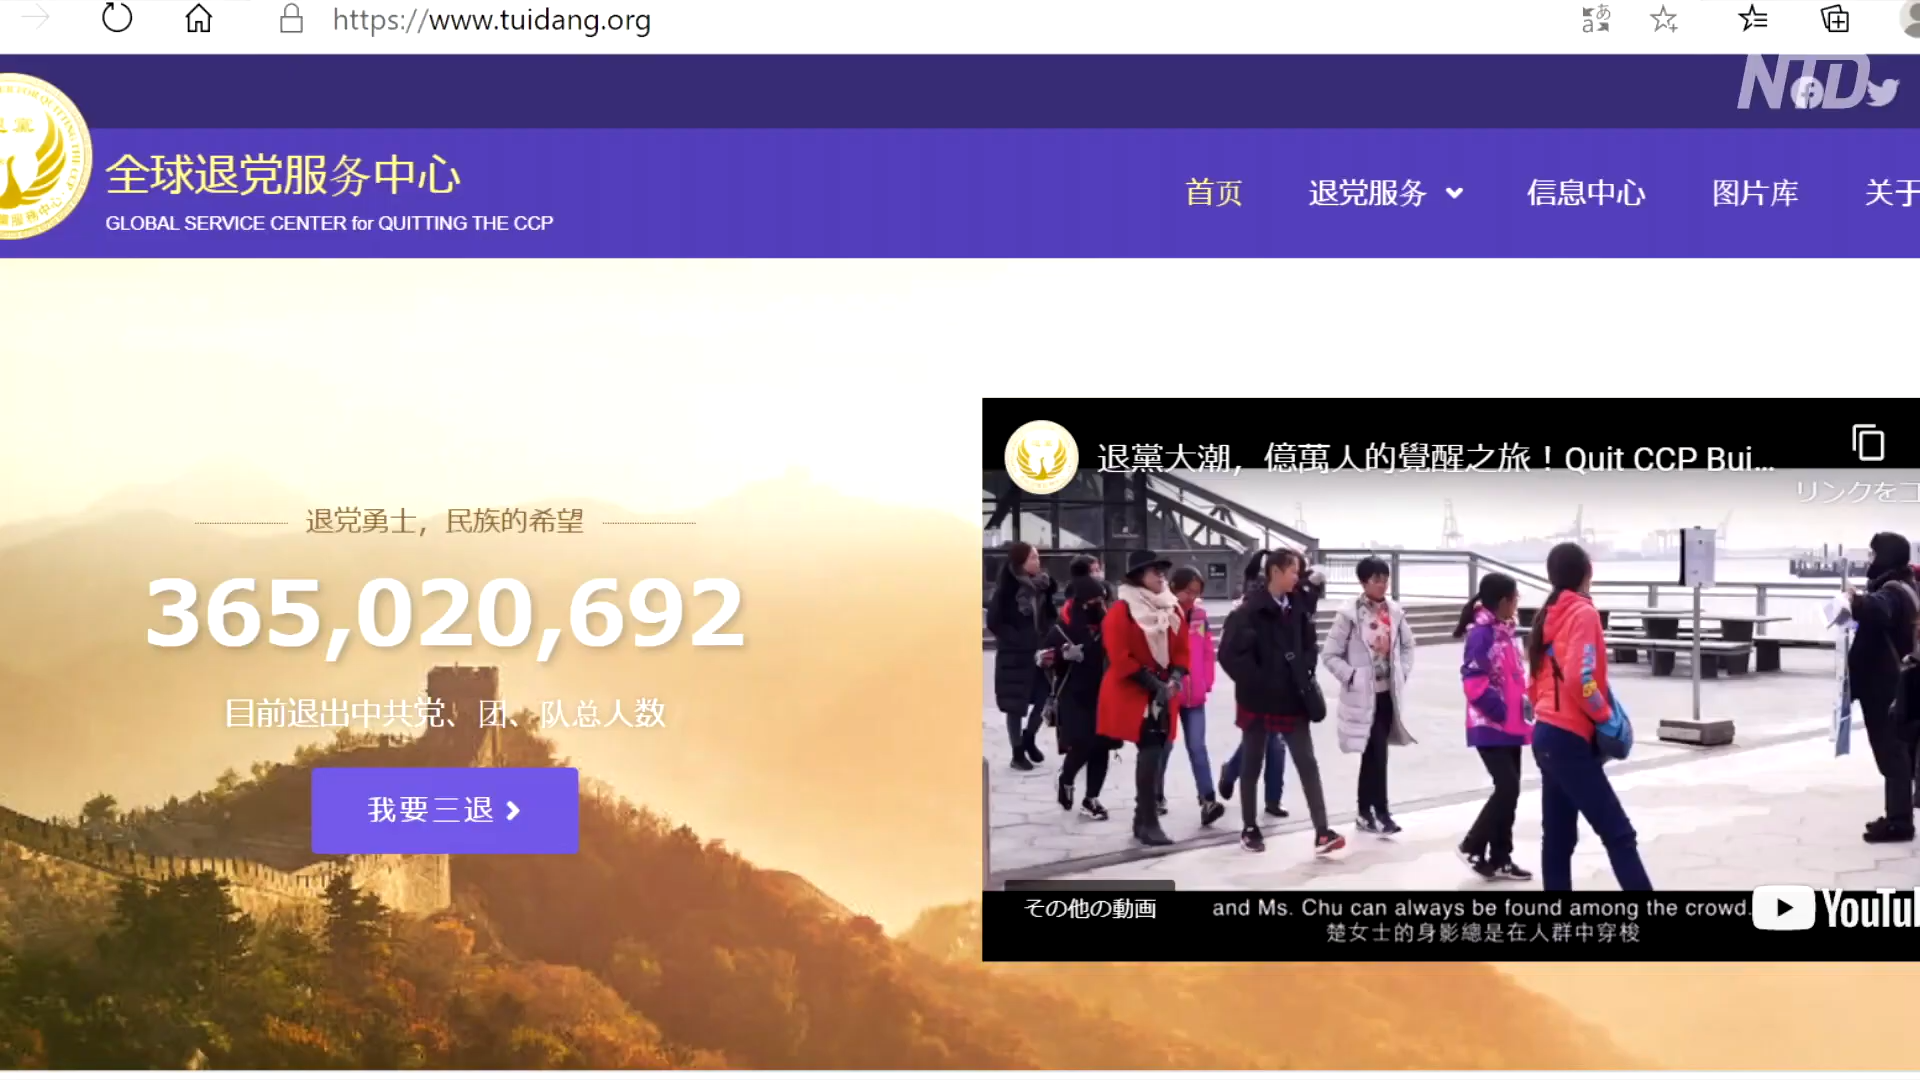 https://www.tuidang.org
NTD
全球退党服务中心
GLOBAL SERVICE CENTER for QUITTING THE CCP
首页
退党服务
信息中心
图片库
关于
退党勇士，民族的希望
365,020,692
目前退出中共党、团、队总人数
我要三退
退黨大潮，億萬人的覺醒之旅！Quit CCP Bui...
リンクをコ
その他の動画
and Ms. Chu can always be found among the crowd.
楚女士的身影總是在人群中穿梭
YouTu